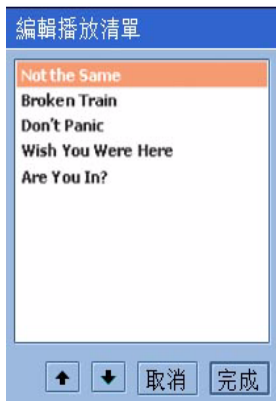 編輯播放清單
Not the Same
Broken Train
Don't Panic
Wish You Were Here
Are You In?
取消 完成